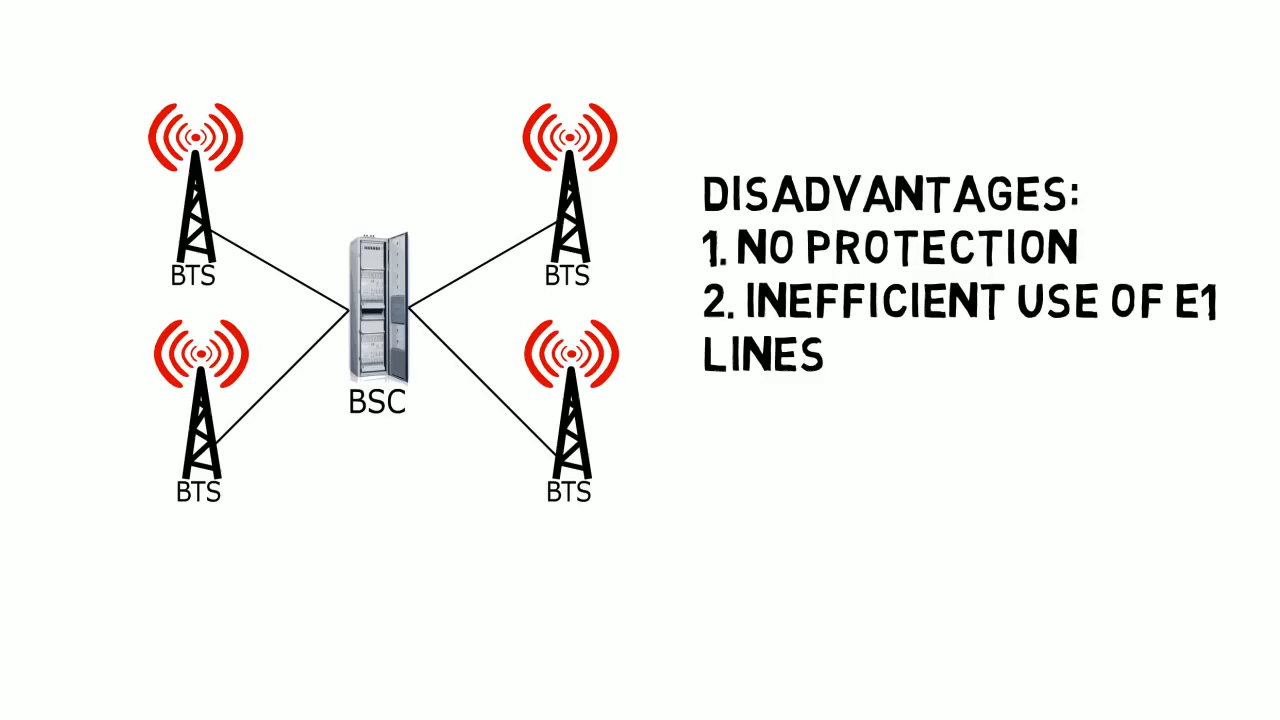 BTS
BTS
BSC
BTS
BTS
DISADVANTAGES:
1. NO PROTECTION
2. INEFFICIENT USE OF E1
LINES